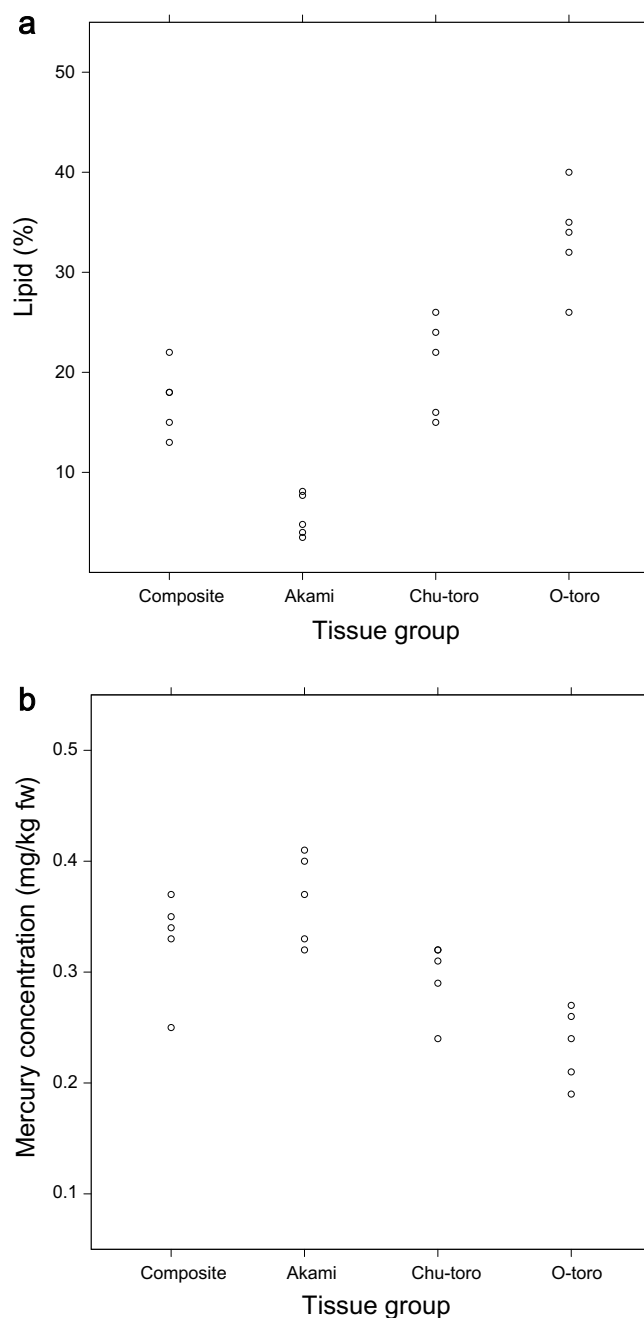 a
50
40
30
20
10
Lipid (%)
Composite Akami Chu-toro O-toro
Tissue group
b
0.5
0.4
0.3
0.2
0.1
Mercury concentration (mg/kg fw)
Composite Akami Chu-toro O-toro
Tissue group